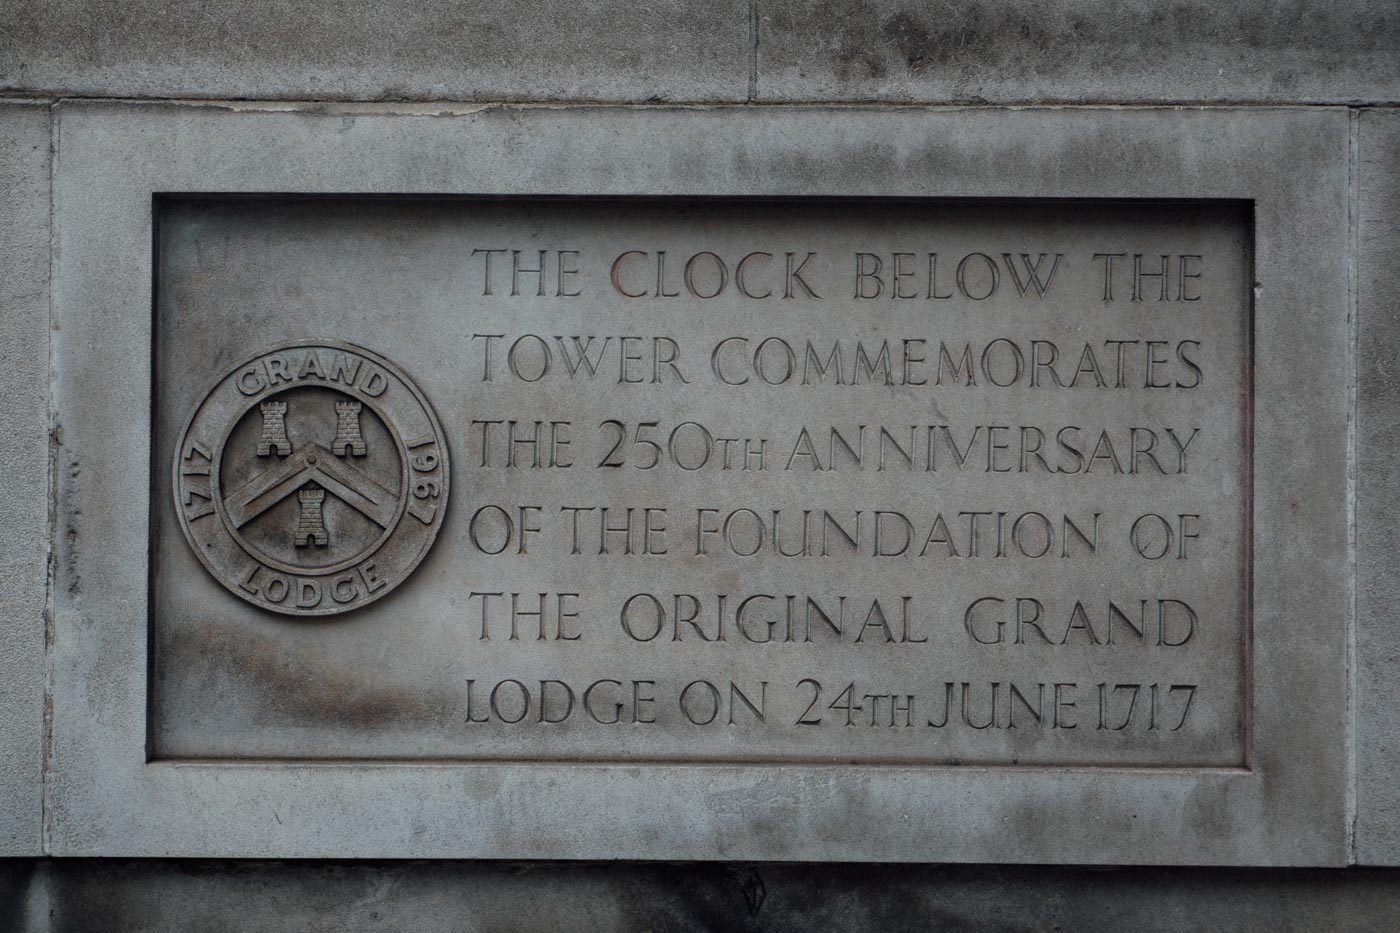 GRAND
1717
1967
LODGE
THE CLOCK BELOW THE
TOWER COMMEMORATES
THE 250TH ANNIVERSARY
OF THE FOUNDATION OF
THE ORIGINAL GRAND
LODGE ON 24TH JUNE 1717